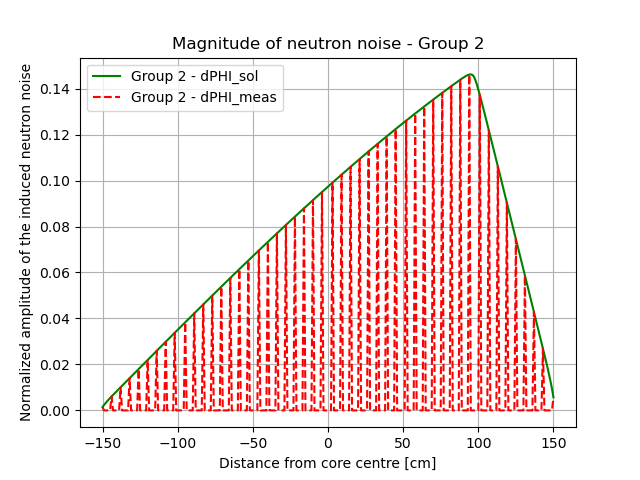 Magnitude of neutron noise - Group 2
Group 2 - dPHI_sol
Group 2 - dPHI_meas
Normalized amplitude of the induced neutron noise
0.14
0.12
0.10
0.08
0.06
0.04
0.02
0.00
−150 −100 −50 0 50 100 150
Distance from core centre [cm]